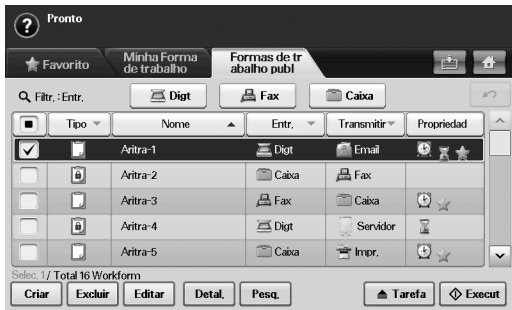 Pronto
Favorito
Minha Forma
de trabalho
Formas de tr
abalho publ
Filtr. : Entr.
Digt
Fax
Caixa
Tipo
Nome
Entr.
Transmitir
Propriedad
Aritra-1 Digt Email
Aritra-2 Caixa Fax
Aritra-3 Fax Caixa
Aritra-4 Digt Servidor
Aritra-5 Caixa Impr.
Selec. 1 / Total 16 Workform
Criar
Excluir
Editar
Detal.
Pesq.
Tarefa
Execut